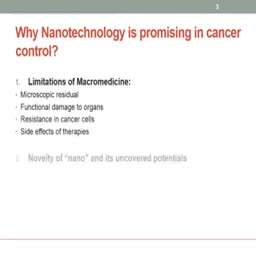 3
Why Nanotechnology is promising in cancer
control?
1. Limitations of Macromedicine:
• Microscopic residual
• Functional damage to organs
• Resistance in cancer cells
• Side effects of therapies
2. Novelty of "nano" and its uncovered potentials